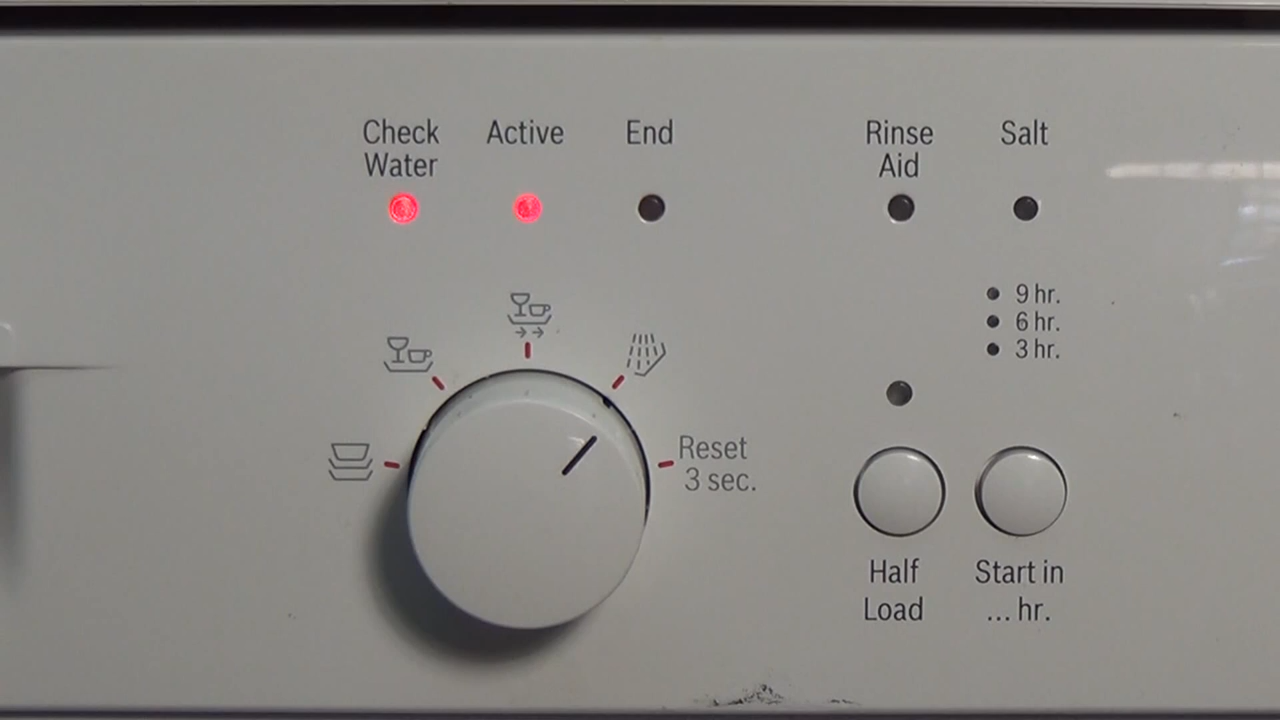 Check
Water
Active
End
Rinse
Aid
Salt
9 hr.
6 hr.
3 hr.
Reset
3 sec.
Half
Load
Start in
... hr.